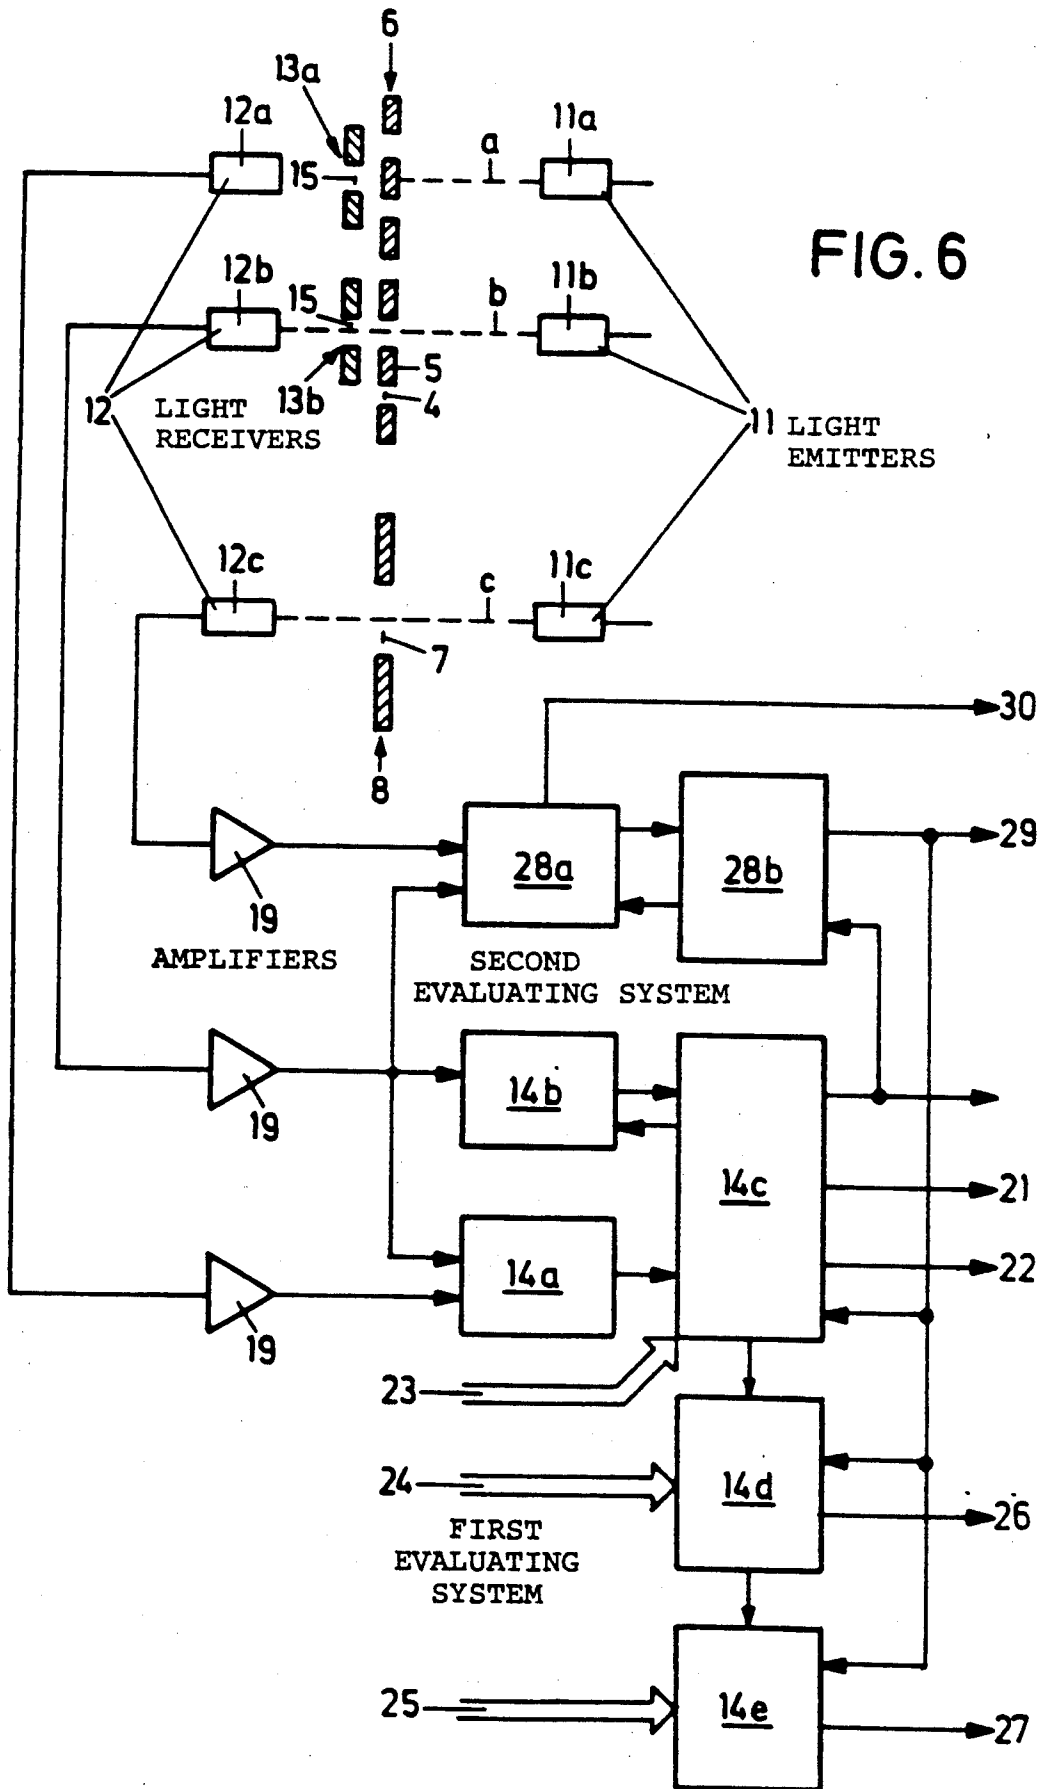 6
13a
12a
11a
a
15
FIG. 6
12b
15
b
11b
5
13b
4
12
LIGHT
RECEIVERS
11
LIGHT
EMITTERS
12c
c
11c
7
8
30
28a
28b
29
19
AMPLIFIERS
SECOND
EVALUATING SYSTEM
19
14b
14c
21
14a
22
19
23
24
14d
26
FIRST
EVALUATING
SYSTEM
25
14e
27